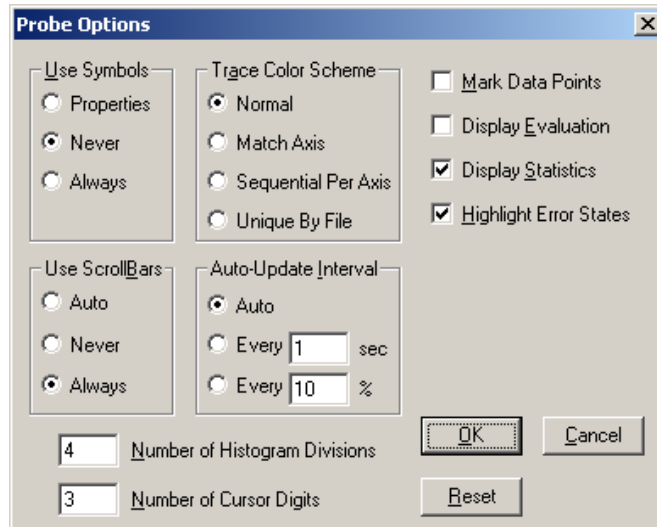 Probe Options
Use Symbols
Properties
Never
Always
Trace Color Scheme
Normal
Match Axis
Sequential Per Axis
Unique By File
Mark Data Points
Display Evaluation
Display Statistics
Highlight Error States
Use ScrollBars
Auto
Never
Always
Auto-Update Interval
Auto
Every 1 sec
Every 10 %
4 Number of Histogram Divisions
3 Number of Cursor Digits
OK
Cancel
Reset